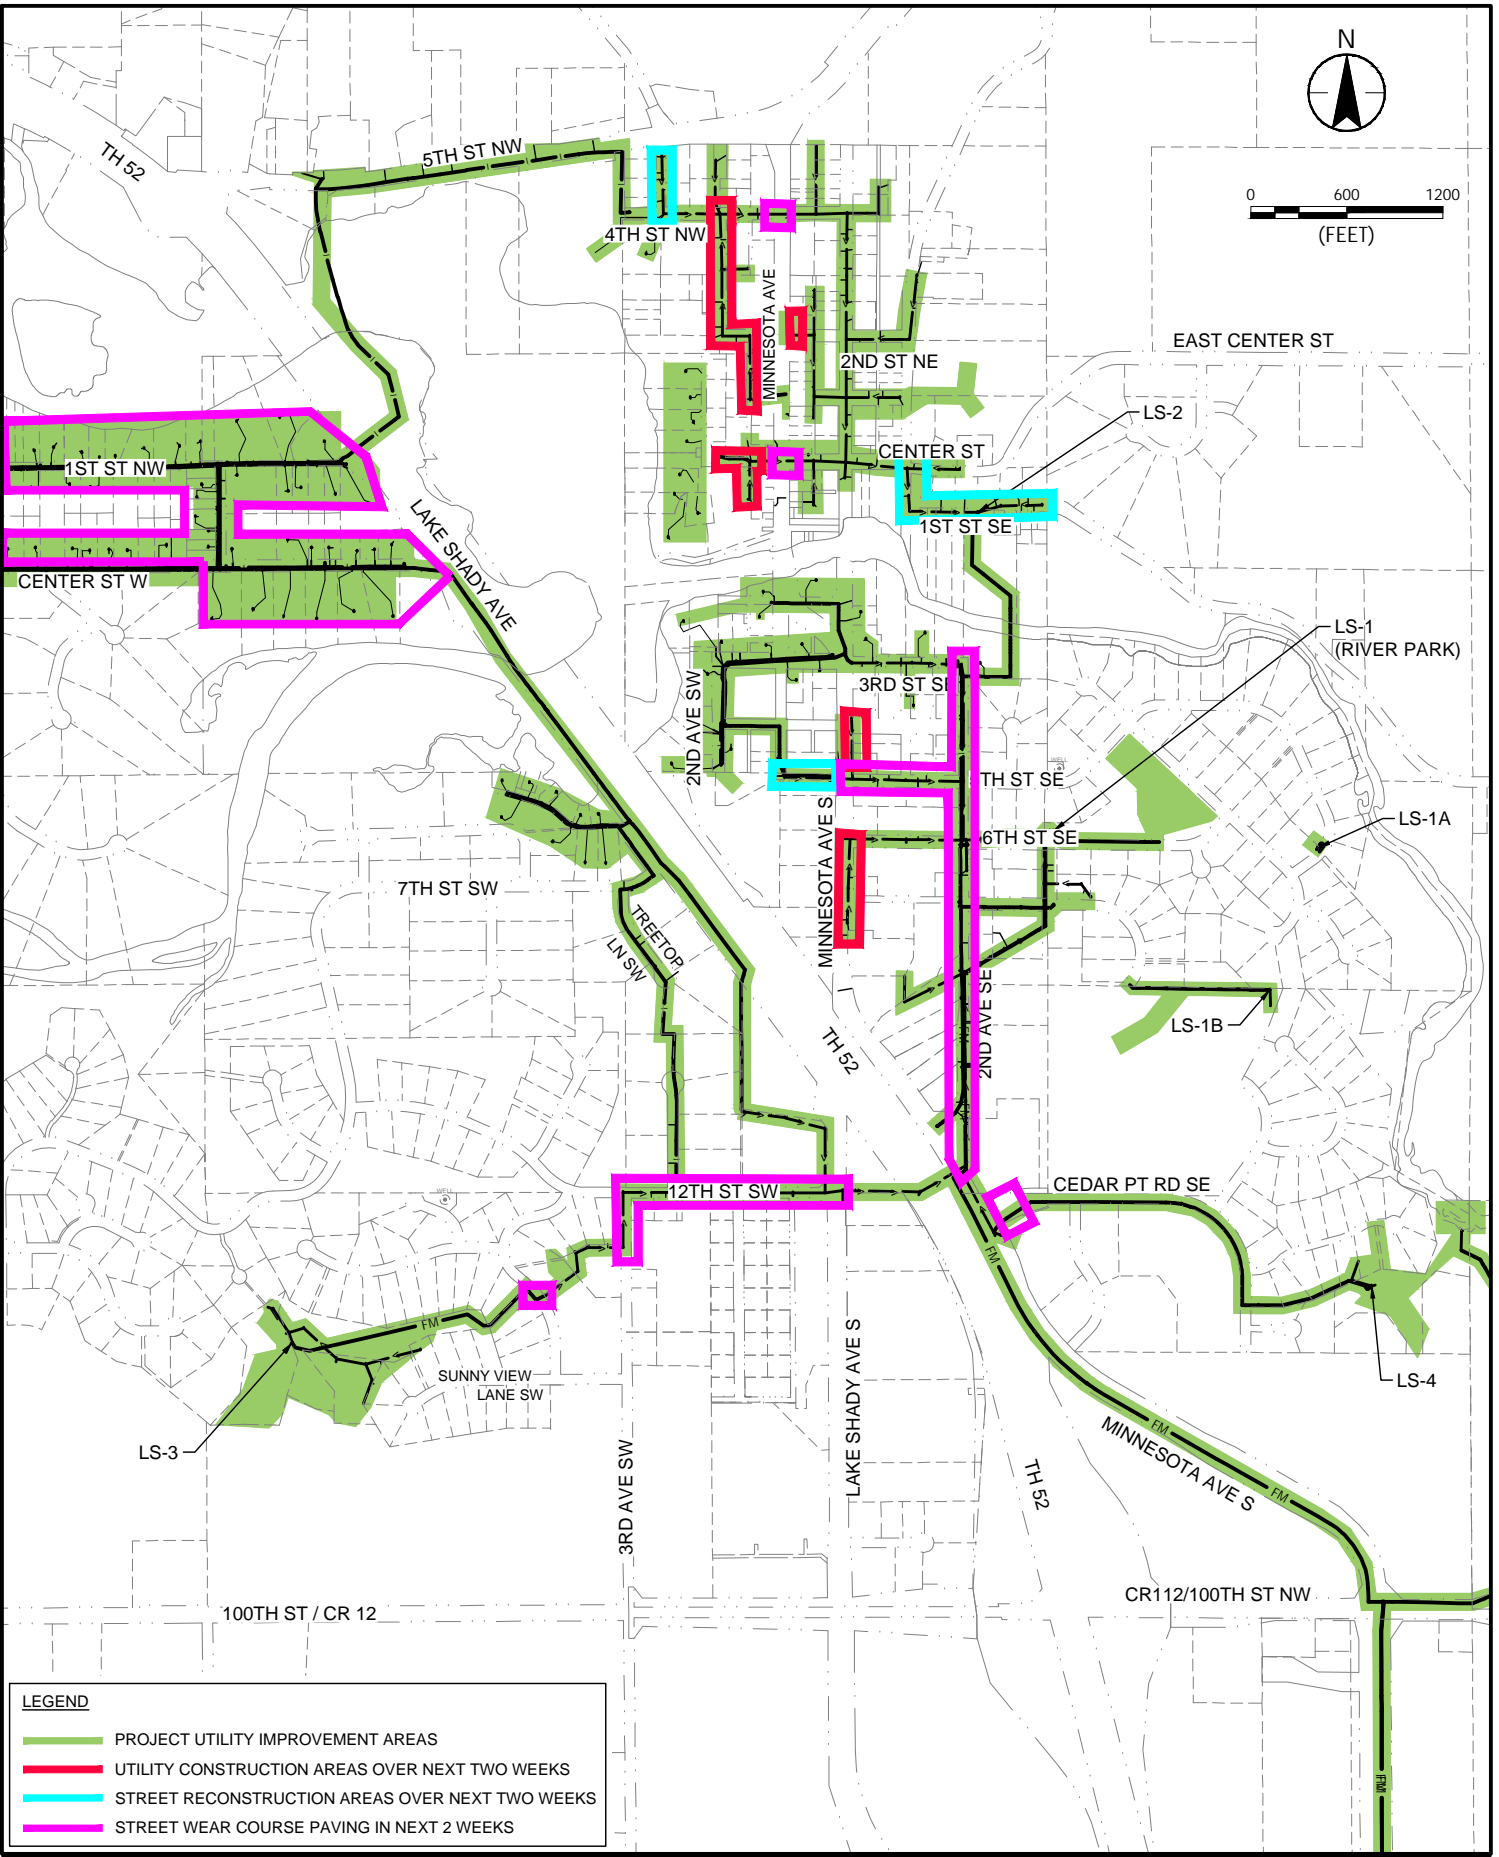 N
TH 52
5TH ST NW
0 600 1200
(FEET)
4TH ST NW
MINNESOTA AVE
EAST CENTER ST
2ND ST NE
LS-2
CENTER ST
1ST ST NW
LAKE SHADY AVE
1ST ST SE
CENTER ST W
LS-1
(RIVER PARK)
3RD ST SE
2ND AVE SW
WELL
TH ST SE
MINNESOTA AVE S
6TH ST SE
LS-1A
7TH ST SW
TREETOP
LN SW
LS-1B
TH 52
2ND AVE SE
WELL
12TH ST SW
CEDAR PT RD SE
FM
FM
SUNNY VIEW
LANE SW
LAKE SHADY AVE S
LS-4
LS-3
3RD AVE SW
FM
MINNESOTA AVE S
TH 52
FM
100TH ST / CR 12
CR112/100TH ST NW
FM
LEGEND
PROJECT UTILITY IMPROVEMENT AREAS
UTILITY CONSTRUCTION AREAS OVER NEXT TWO WEEKS
STREET RECONSTRUCTION AREAS OVER NEXT TWO WEEKS
STREET WEAR COURSE PAVING IN NEXT 2 WEEKS